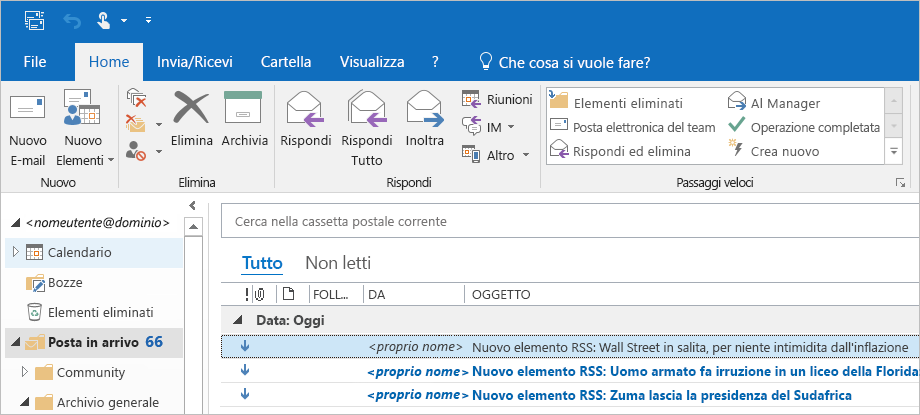 File Home Invia/Ricevi Cartella Visualizza ? Che cosa si vuole fare?
Nuovo E-mail
Nuovo Elementi
Elimina
Archivia
Rispondi
Rispondi Tutto
Inoltra
Riunioni
IM
Altro
Elementi eliminati
Posta elettronica del team
Rispondi ed elimina
Al Manager
Operazione completata
Crea nuovo
Nuovo Elimina Rispondi Passaggi veloci
<nomeutente@dominio>
Calendario
Bozze
Elementi eliminati
Posta in arrivo 66
Community
Archivio generale
Cerca nella cassetta postale corrente
Tutto Non letti
! FOLL... DA OGGETTO
Data: Oggi
<proprio nome> Nuovo elemento RSS: Wall Street in salita, per niente intimidita dall'inflazione
<proprio nome> Nuovo elemento RSS: Uomo armato fa irruzione in un liceo della Florida:
<proprio nome> Nuovo elemento RSS: Zuma lascia la presidenza del Sudafrica